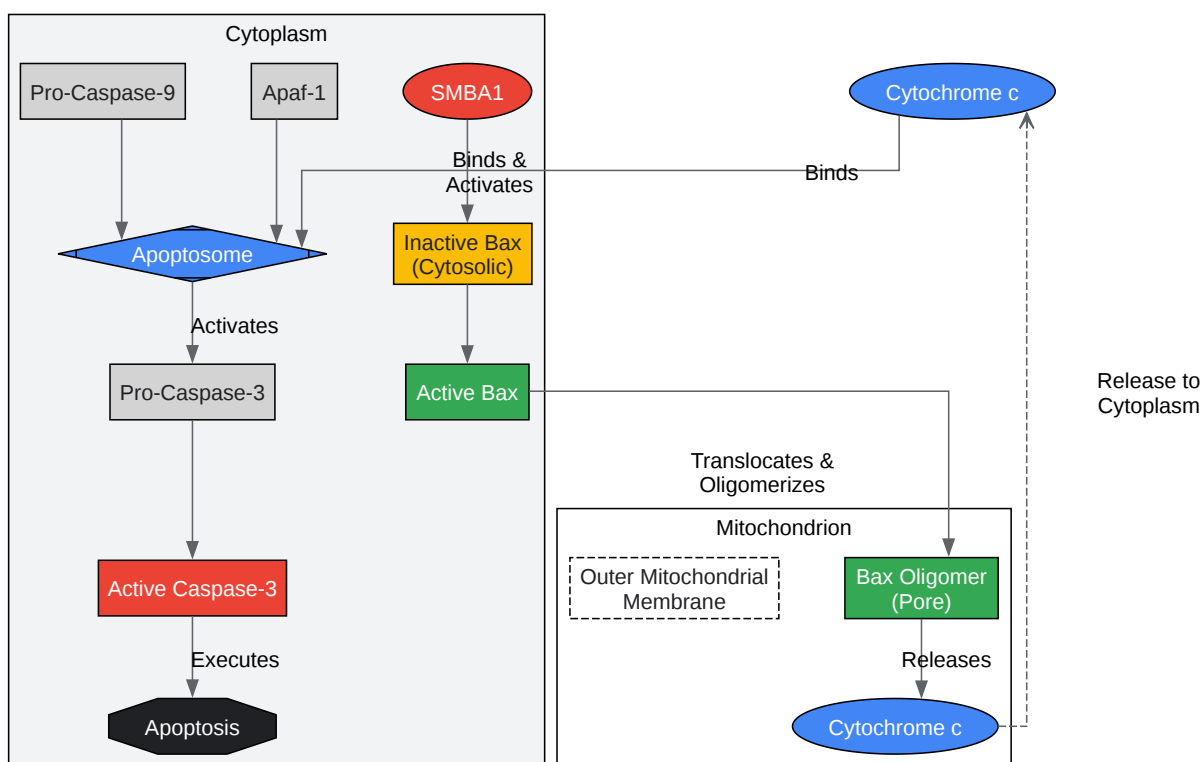 Cytoplasm
Pro-Caspase-9
Apaf-1
SMBA1
Cytochrome c
Binds &
Activates
Binds
Apoptosome
Inactive Bax
(Cytosolic)
Activates
Pro-Caspase-3
Active Bax
Release to
Cytoplasm
Translocates &
Oligomerizes
Mitochondrion
Active Caspase-3
Outer Mitochondrial
Membrane
Bax Oligomer
(Pore)
Executes
Releases
Apoptosis
Cytochrome c